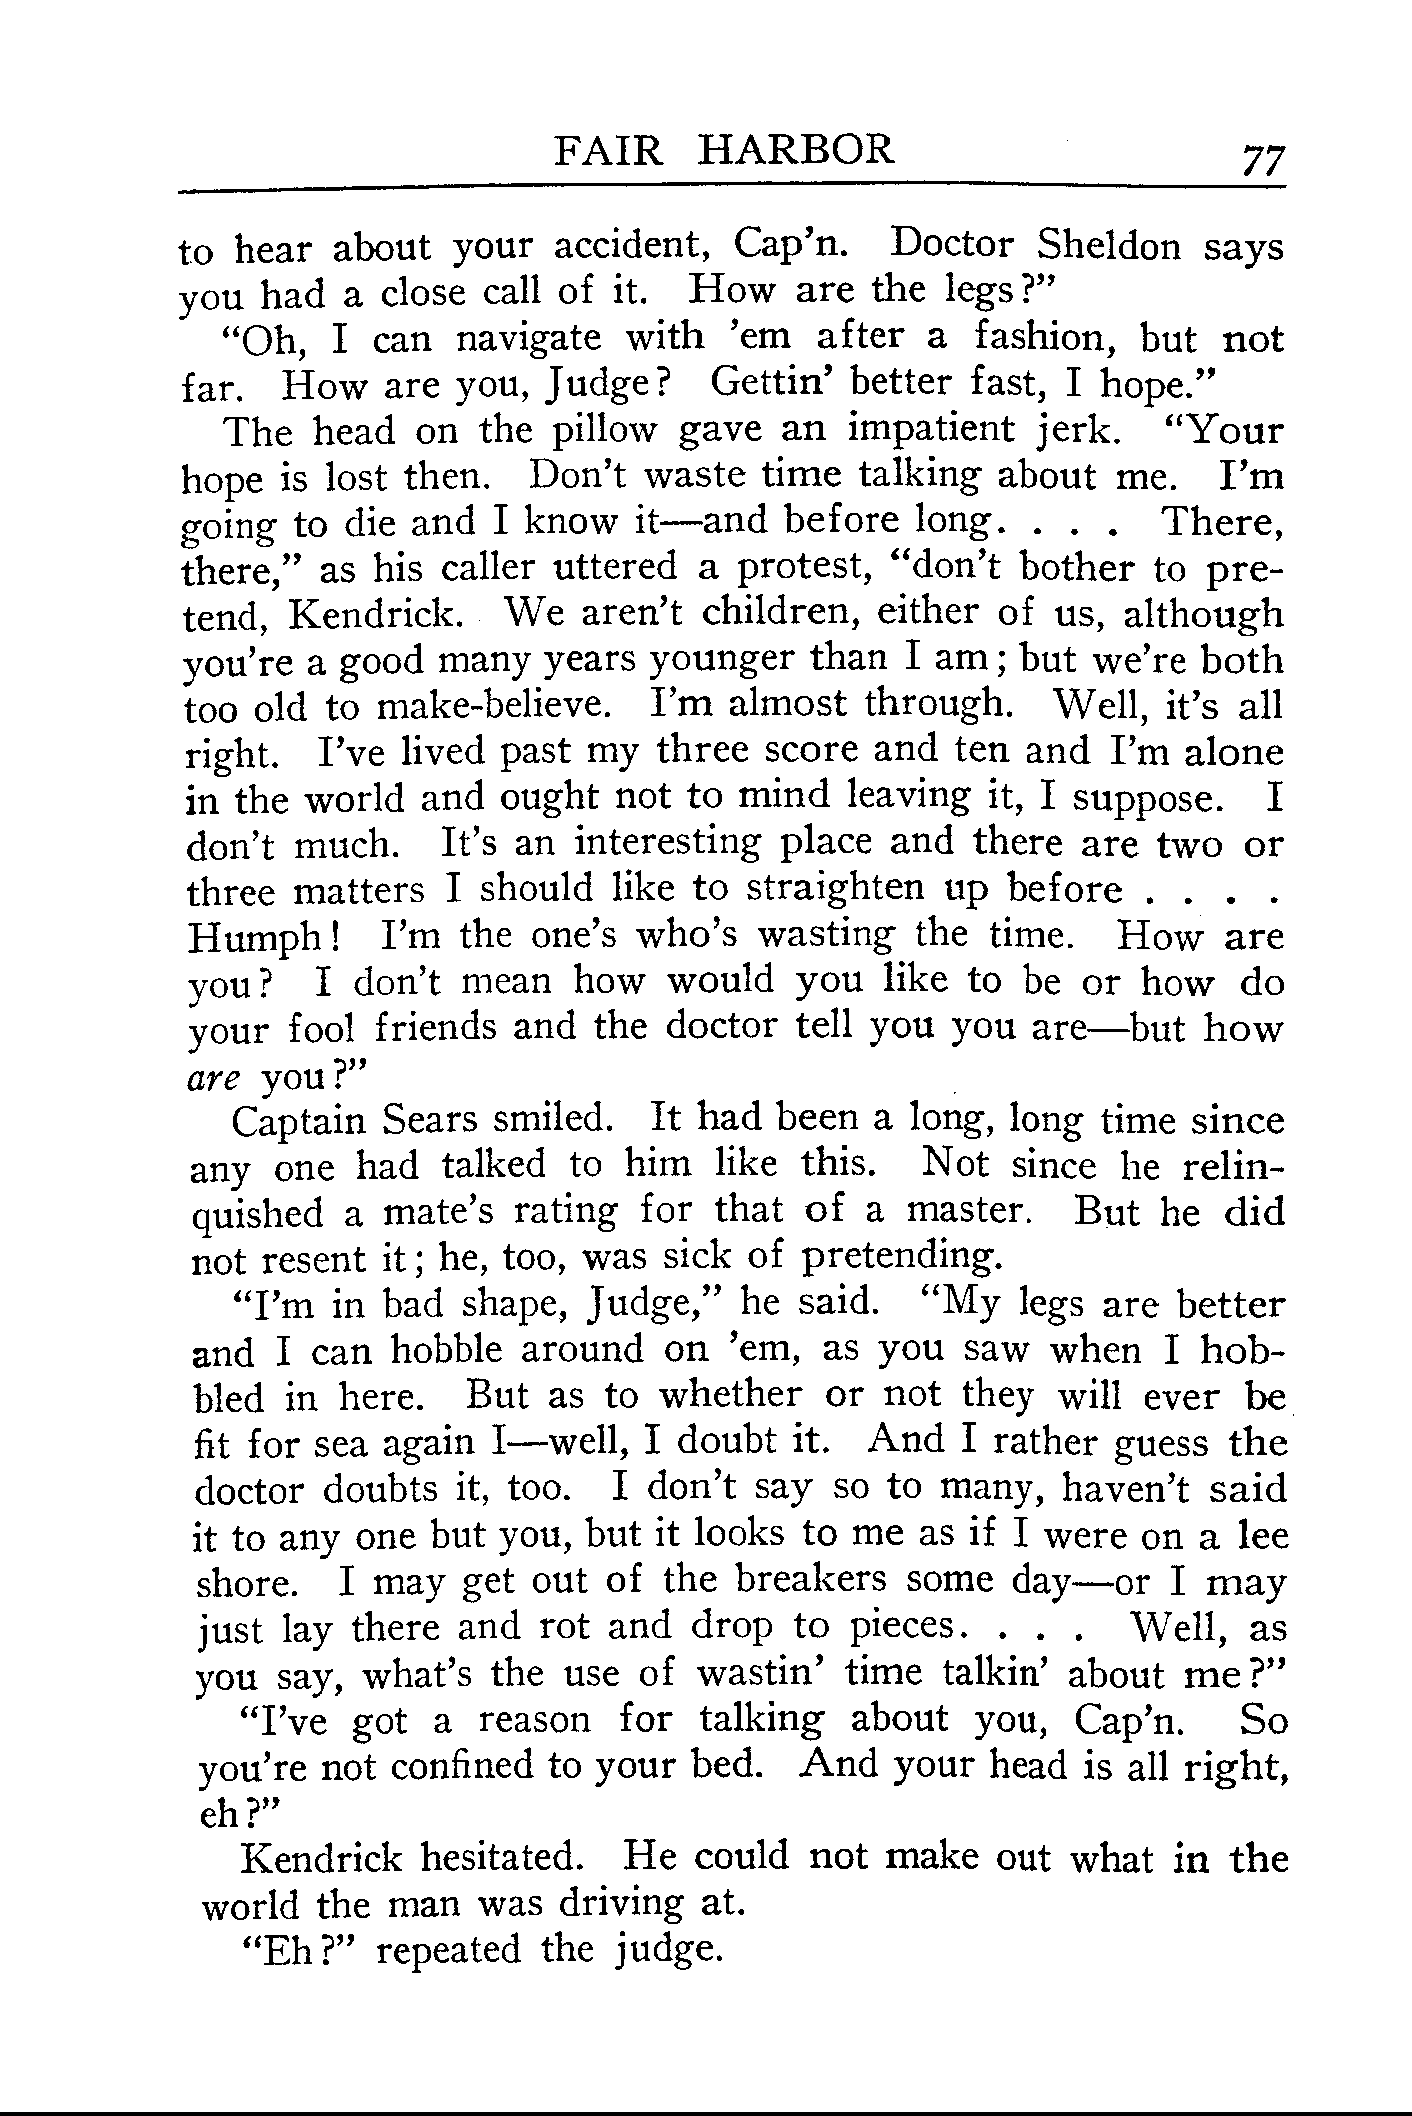 FAIR HARBOR 77
to hear about your accident, Cap’n. Doctor Sheldon says
you had a close call of it. How are the legs?”
“Oh, I can navigate with ’em after a fashion, but not
far. How are you, Judge? Gettin’ better fast, I hope.”
The head on the pillow gave an impatient jerk. “Your
hope is lost then. Don’t waste time talking about me. I’m
going to die and I know it—and before long. . . . There,
there,” as his caller uttered a protest, “don’t bother to pre-
tend, Kendrick. We aren’t children, either of us, although
you’re a good many years younger than I am; but we’re both
too old to make-believe. I’m almost through. Well, it’s all
right. I’ve lived past my three score and ten and I’m alone
in the world and ought not to mind leaving it, I suppose. I
don’t much. It’s an interesting place and there are two or
three matters I should like to straighten up before . . . .
Humph! I’m the one’s who’s wasting the time. How are
you? I don’t mean how would you like to be or how do
your fool friends and the doctor tell you you are—but how
are you?”
Captain Sears smiled. It had been a long, long time since
any one had talked to him like this. Not since he relin-
quished a mate’s rating for that of a master. But he did
not resent it; he, too, was sick of pretending.
“I’m in bad shape, Judge,” he said. “My legs are better
and I can hobble around on ’em, as you saw when I hob-
bled in here. But as to whether or not they will ever be
fit for sea again I—well, I doubt it. And I rather guess the
doctor doubts it, too. I don’t say so to many, haven’t said
it to any one but you, but it looks to me as if I were on a lee
shore. I may get out of the breakers some day—or I may
just lay there and rot and drop to pieces. . . . Well, as
you say, what’s the use of wastin’ time talkin’ about me?”
“I’ve got a reason for talking about you, Cap’n. So
you’re not confined to your bed. And your head is all right,
eh?”
Kendrick hesitated. He could not make out what in the
world the man was driving at.
“Eh?” repeated the judge.